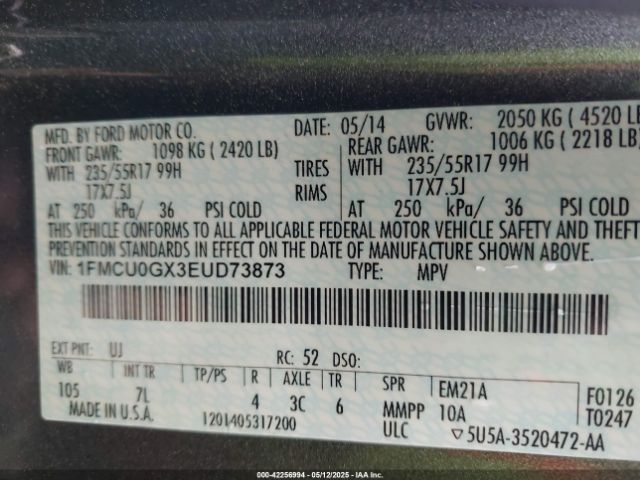 MFD. BY FORD MOTOR CO. DATE: 05/14 GVWR: 2050 KG ( 4520 LB
FRONT GAWR: 1098 KG ( 2420 LB) REAR GAWR: 1006 KG ( 2218 LB)
WITH 235/55R17 99H TIRES WITH 235/55R17 99H
17X7.5J RIMS 17X7.5J
AT 250 kPa/ 36 PSI COLD AT 250 kPa/ 36 PSI COLD
THIS VEHICLE CONFORMS TO ALL APPLICABLE FEDERAL MOTOR VEHICLE SAFETY AND THEFT
PREVENTION STANDARDS IN EFFECT ON THE DATE OF MANUFACTURE SHOWN ABOVE.
VIN: 1FMCU0GX3EUD73873 TYPE: MPV
EXT PNT: UJ RC: 52 DSO:
WB INT TR TP/PS R AXLE TR SPR EM21A F0126
105 7L 4 3C 6 MMPP 10A T0247
MADE IN U.S.A. 1201405317200 ULC ▽5U5A-3520472-AA
000-42256994 - 05/12/2025 - IAA Inc.